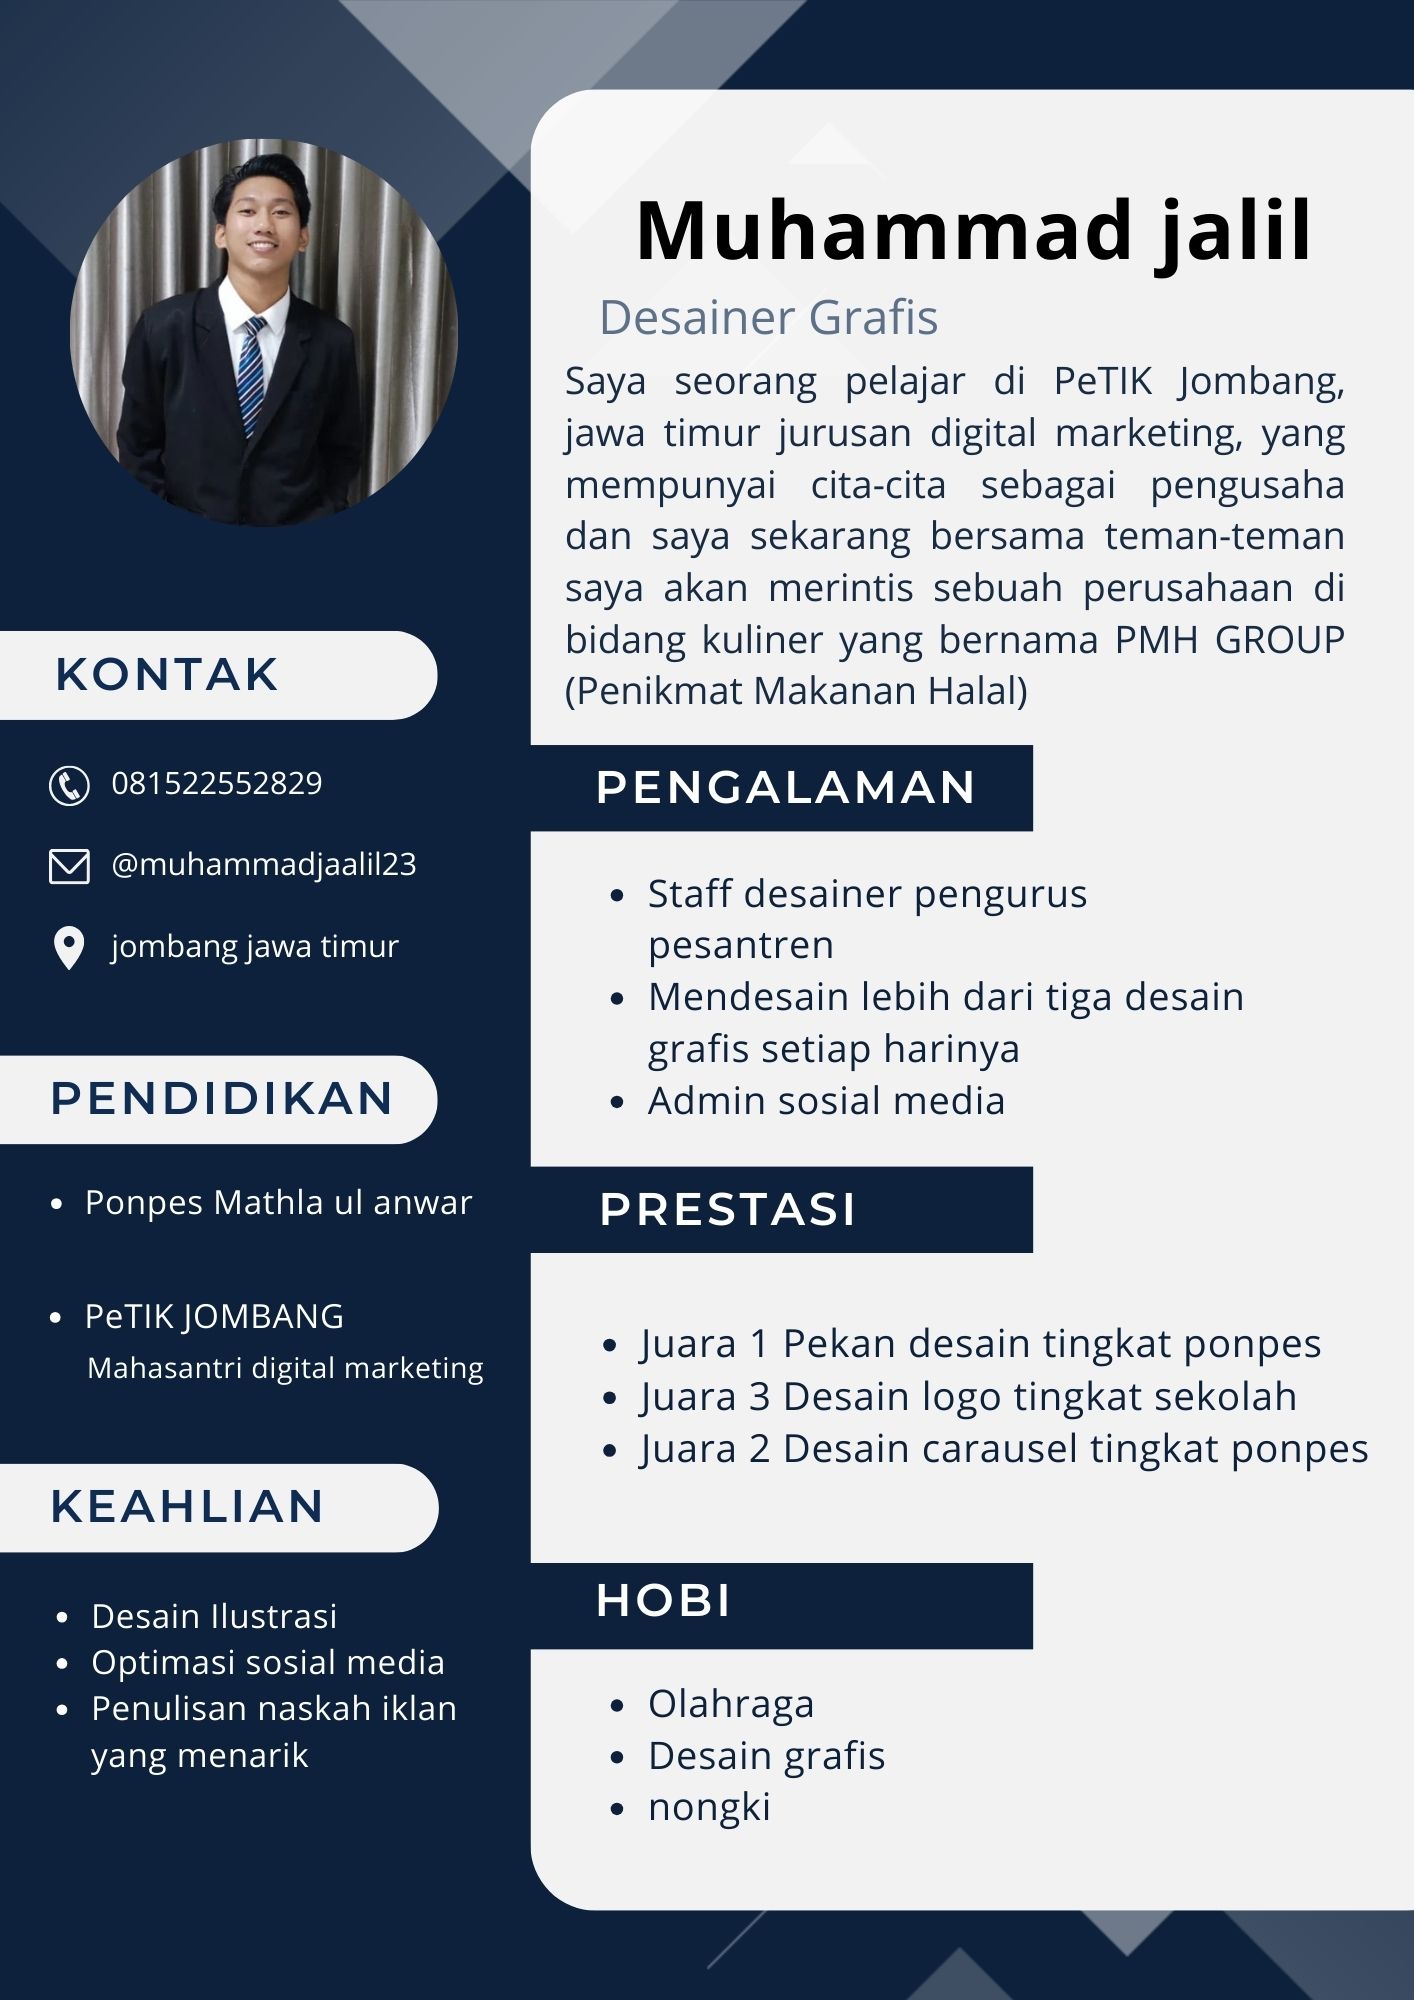 Muhammad jalil
Desainer Grafis
Saya seorang pelajar di PeTIK Jombang,
jawa timur jurusan digital marketing, yang
mempunyai cita-cita sebagai pengusaha
dan saya sekarang bersama teman-teman
saya akan merintis sebuah perusahaan di
bidang kuliner yang bernama PMH GROUP
(Penikmat Makanan Halal)
KONTAK
081522552829
@muhammadjaalil23
jombang jawa timur
PENDIDIKAN
• Ponpes Mathla ul anwar
• PeTIK JOMBANG
Mahasantri digital marketing
KEAHLIAN
• Desain Ilustrasi
• Optimasi sosial media
• Penulisan naskah iklan
yang menarik
PENGALAMAN
• Staff desainer pengurus
pesantren
• Mendesain lebih dari tiga desain
grafis setiap harinya
• Admin sosial media
PRESTASI
• Juara 1 Pekan desain tingkat ponpes
• Juara 3 Desain logo tingkat sekolah
• Juara 2 Desain carausel tingkat ponpes
HOBI
• Olahraga
• Desain grafis
• nongki